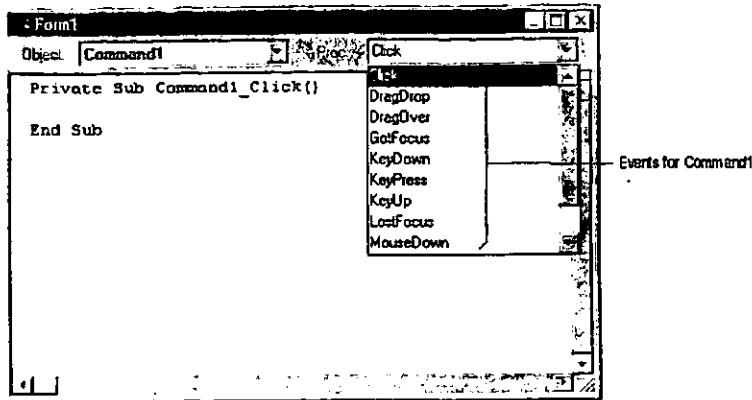 Form1
Object: Command1 Proc: Click
Private Sub Command1_Click()
End Sub
Click
DragDrop
DragOver
GotFocus
KeyDown
KeyPress
KeyUp
LostFocus
MouseDown
Events for Command1